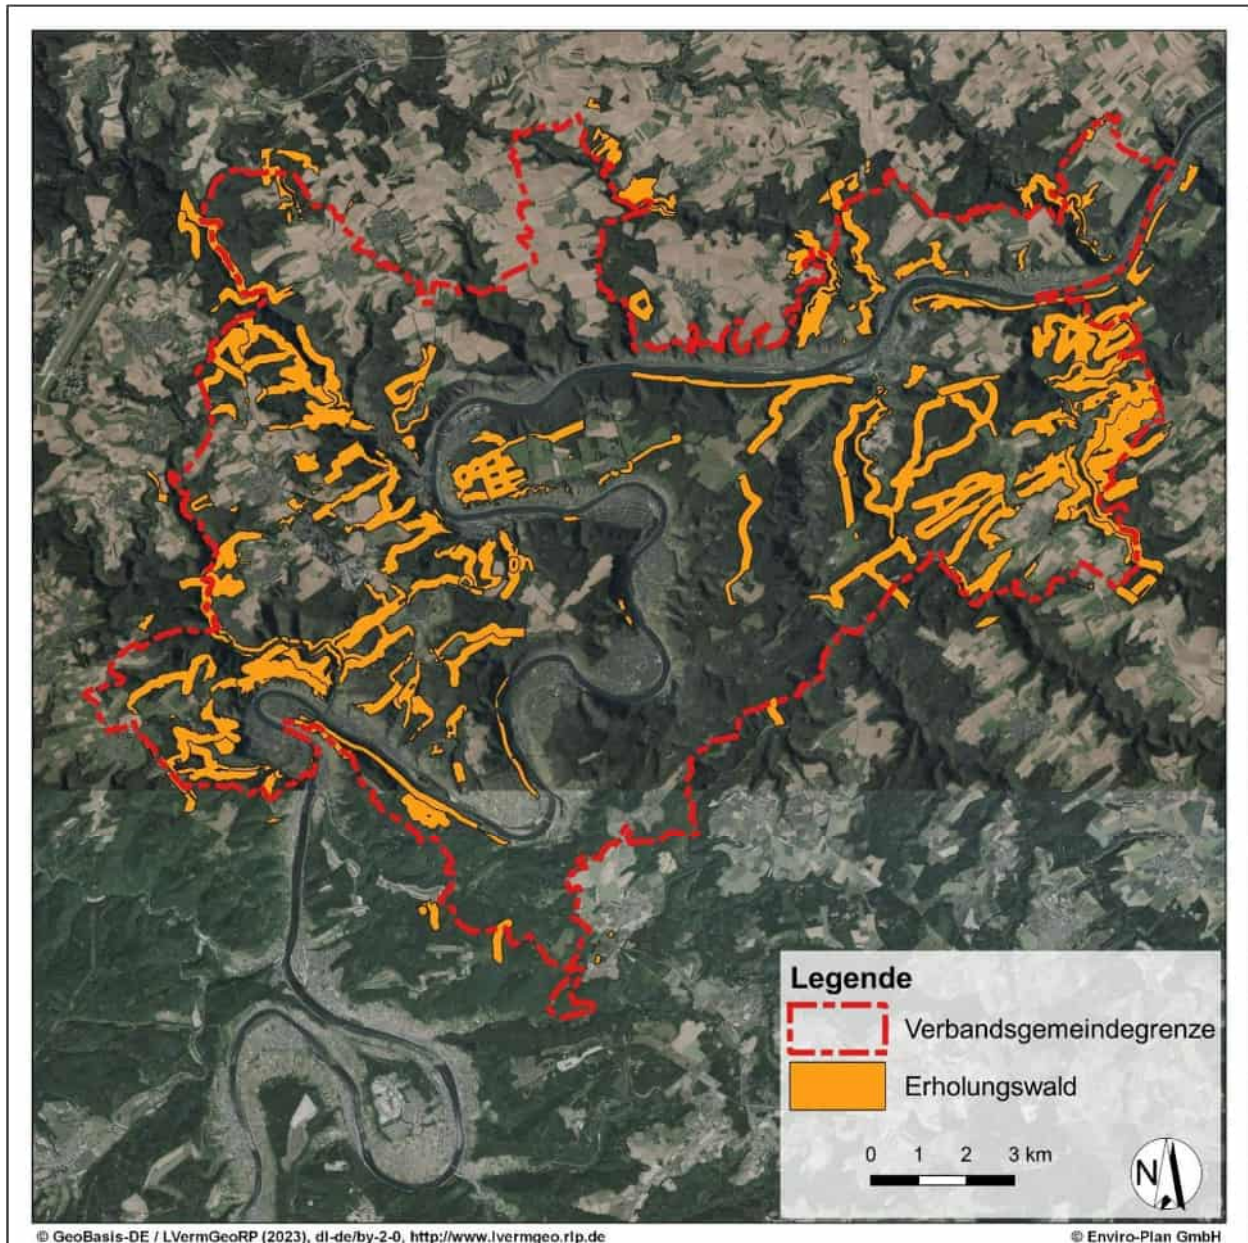 Legende
Verbandsgemeindegrenze
Erholungswald
0 1 2 3 km
N
© GeoBasis-DE / LVermGeoRP (2023), dl-de/by-2-0, http://www.lvermgeo.rlp.de
© Enviro-Plan GmbH